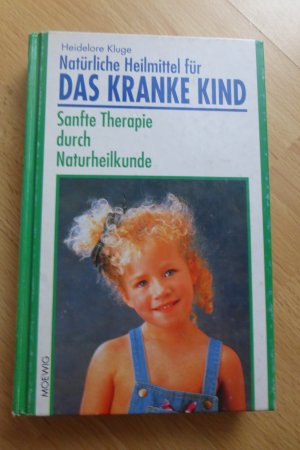 Heidelore Kluge
Natürliche Heilmittel für
DAS KRANKE KIND
Sanfte Therapie
durch
Naturheilkunde
MOEWIG